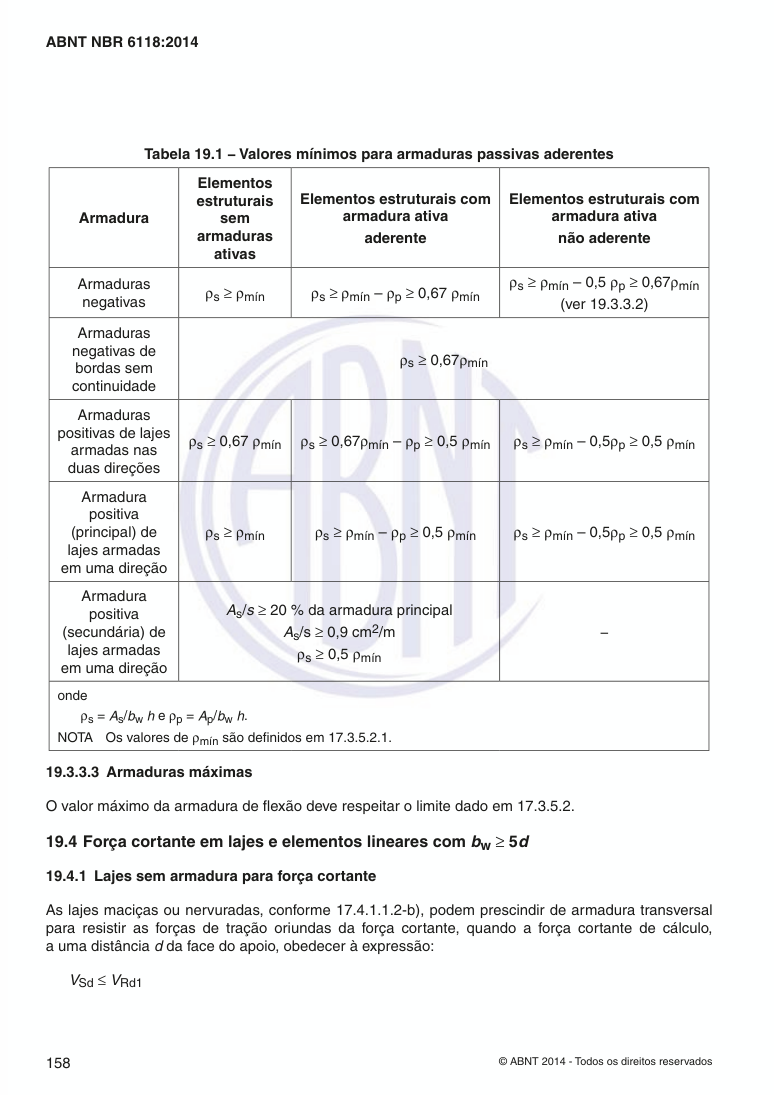 ABNT NBR 6118:2014
Tabela 19.1 – Valores mínimos para armaduras passivas aderentes
Armadura
Elementos
estruturais
sem
armaduras
ativas
Elementos estruturais com
armadura ativa
aderente
Elementos estruturais com
armadura ativa
não aderente
Armaduras
negativas
ρs ≥ ρmín
ρs ≥ ρmín – ρp ≥ 0,67 ρmín
ρs ≥ ρmín – 0,5 ρp ≥ 0,67ρmín
(ver 19.3.3.2)
Armaduras
negativas de
bordas sem
continuidade
ρs ≥ 0,67ρmín
Armaduras
positivas de lajes
armadas nas
duas direções
ρs ≥ 0,67 ρmín
ρs ≥ 0,67ρmín – ρp ≥ 0,5 ρmín
ρs ≥ ρmín – 0,5ρp ≥ 0,5 ρmín
Armadura
positiva
(principal) de
lajes armadas
em uma direção
ρs ≥ ρmín
ρs ≥ ρmín – ρp ≥ 0,5 ρmín
ρs ≥ ρmín – 0,5ρp ≥ 0,5 ρmín
Armadura
positiva
(secundária) de
lajes armadas
em uma direção
As/s ≥ 20 % da armadura principal
As/s ≥ 0,9 cm²/m
ρs ≥ 0,5 ρmín
–
onde
ρs = As/bw h e ρp = Ap/bw h.
NOTA Os valores de ρmín são definidos em 17.3.5.2.1.
ABNT
19.3.3.3 Armaduras máximas
O valor máximo da armadura de flexão deve respeitar o limite dado em 17.3.5.2.
19.4 Força cortante em lajes e elementos lineares com bw ≥ 5d
19.4.1 Lajes sem armadura para força cortante
As lajes maciças ou nervuradas, conforme 17.4.1.1.2-b), podem prescindir de armadura transversal
para resistir as forças de tração oriundas da força cortante, quando a força cortante de cálculo,
a uma distância d da face do apoio, obedecer à expressão:
VSd ≤ VRd1
158
© ABNT 2014 - Todos os direitos reservados